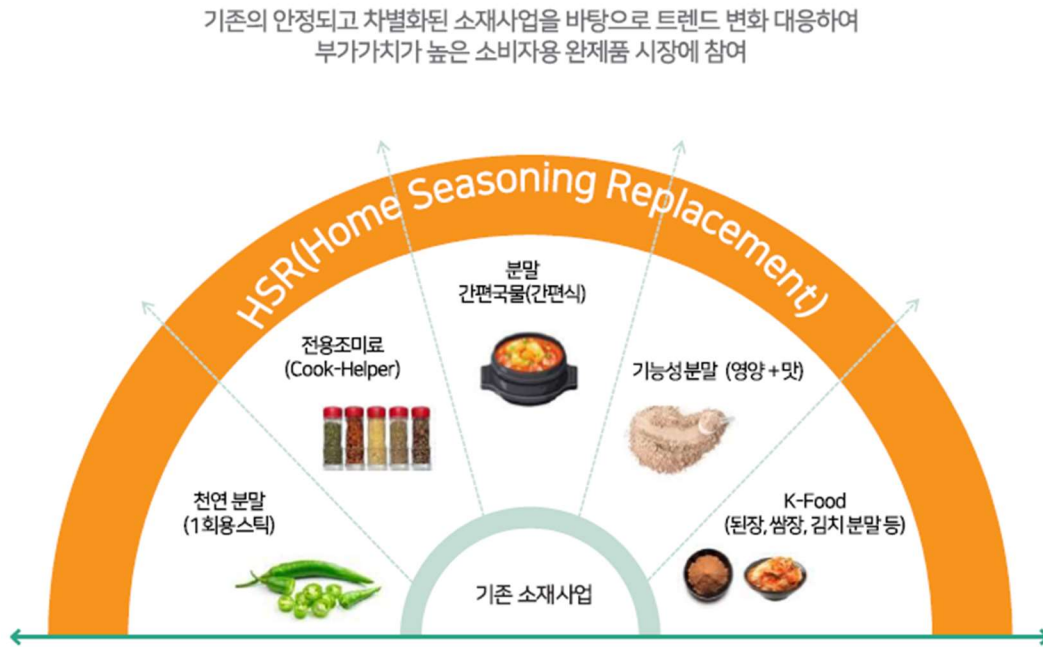 기존의 안정되고 차별화된 소재사업을 바탕으로 트렌드 변화 대응하여
부가가치가 높은 소비자용 완제품 시장에 참여
HSR(Home Seasoning Replacement)
분말
간편국물(간편식)
전용조미료
(Cook-Helper)
기능성분말 (영양+맛)
천연 분말
(1회용스틱)
K-Food
(된장, 쌈장, 김치 분말 등)
기존 소재사업